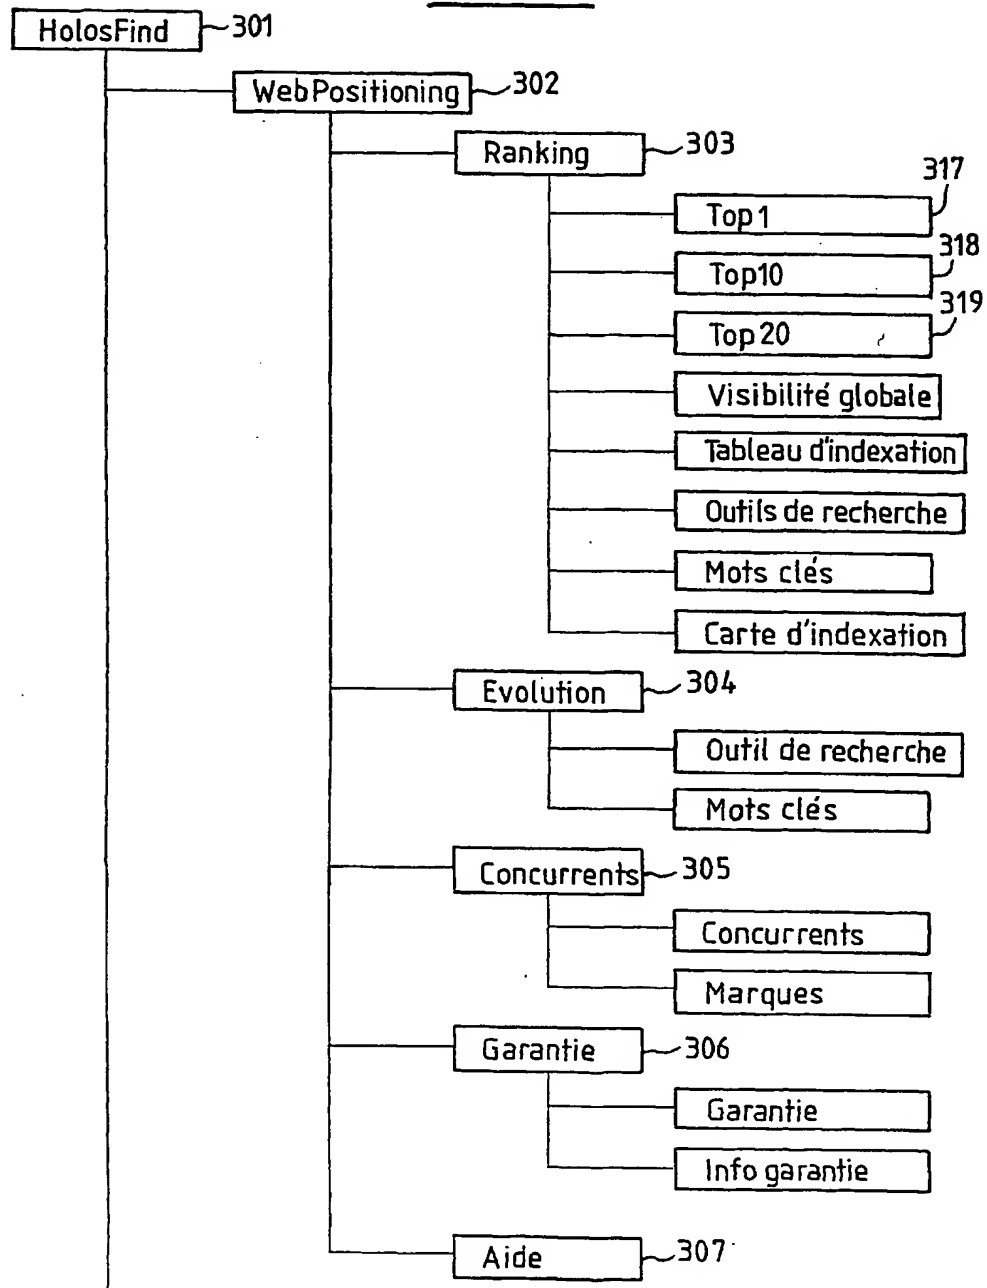 HolosFind 301
WebPositioning 302
Ranking 303
317
Top1
318
Top10
319
Top20
Visibilité globale
Tableau d'indexation
Outils de recherche
Mots clés
Carte d'indexation
Evolution 304
Outil de recherche
Mots clés
Concurrents 305
Concurrents
Marques
Garantie 306
Garantie
Info garantie
Aide 307